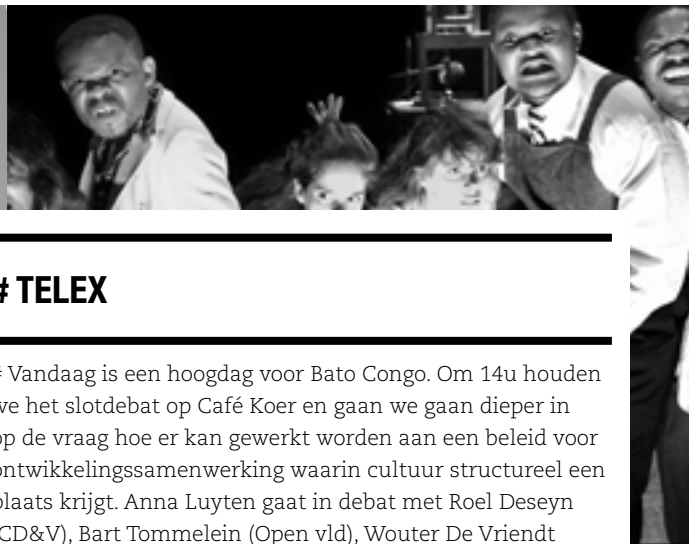 # TELEX
# Vandaag is een hoogdag voor Bato Congo. Om 14u houden
we het slotdebat op Café Koer en gaan we gaan dieper in
op de vraag hoe er kan gewerkt worden aan een beleid voor
ontwikkelingssamenwerking waarin cultuur structureel een
plaats krijgt. Anna Luyten gaat in debat met Roel Deseyn
(CD&V), Bart Tommelein (Open vld), Wouter De Vriendt